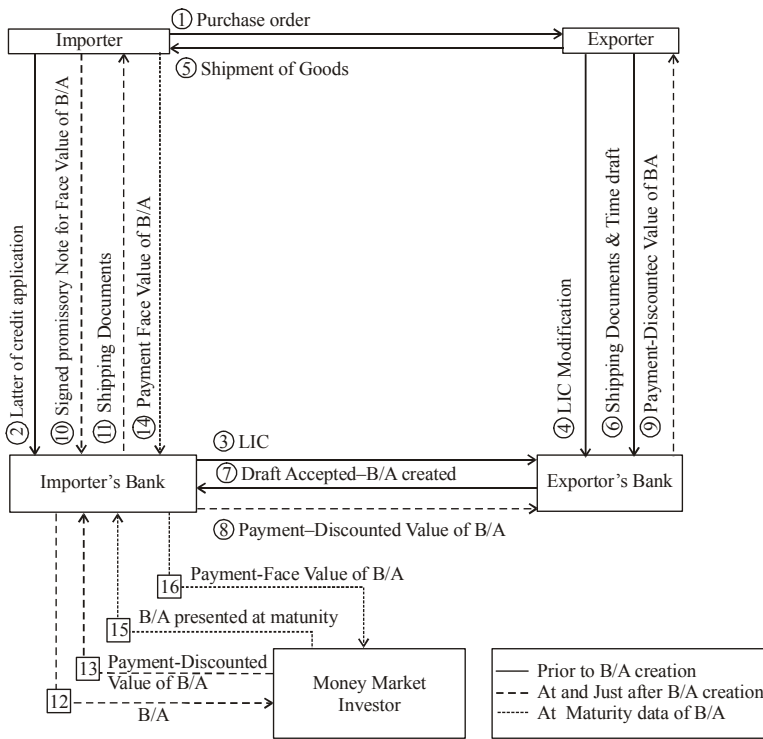 ① Purchase order
Importer
Exporter
⑤ Shipment of Goods
② Latter of credit application
⑩ Signed promissory Note for Face Value of B/A
⑪ Shipping Documents
⑭ Payment Face Value of B/A
④ LIC Modification
⑥ Shipping Documents & Time draft
⑨ Payment-Discountec Value of BA
③ LIC
Importer's Bank
⑦ Draft Accepted–B/A created
Exportor's Bank
⑧ Payment–Discounted Value of B/A
16
Payment-Face Value of B/A
15
B/A presented at maturity
13
Payment-Discounted
Value of B/A
12
B/A
Money Market
Investor
Prior to B/A creation
At and Just after B/A creation
At Maturity data of B/A